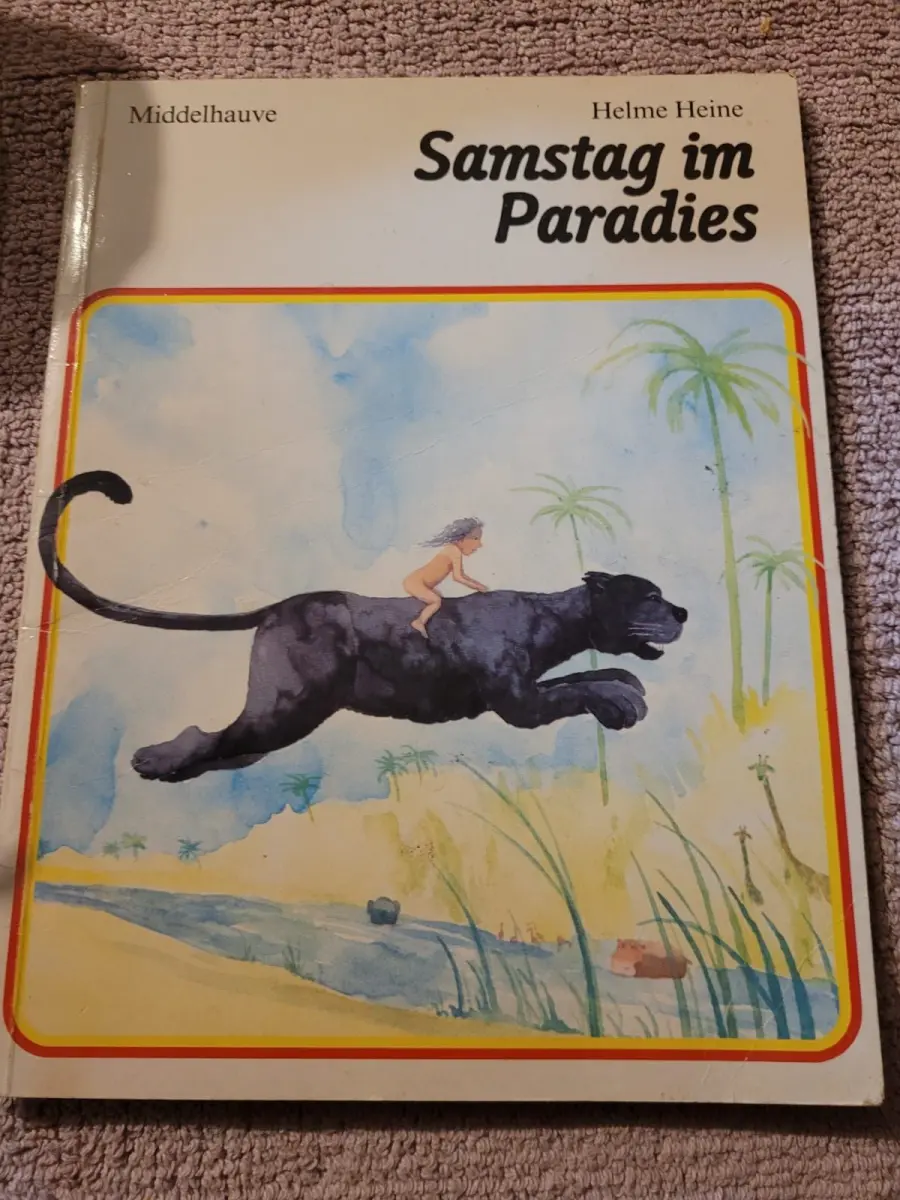 Middelhauve
Helme Heine
Samstag im
Paradies